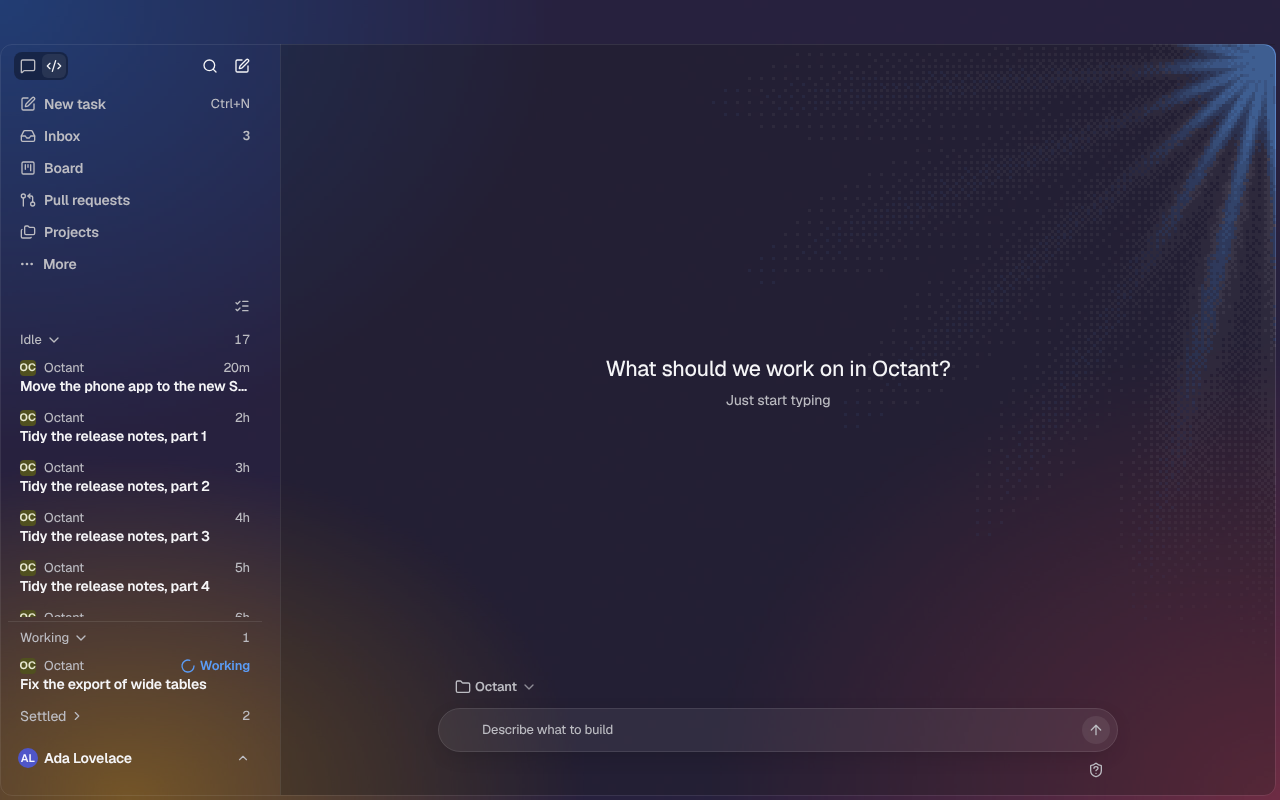 New task Ctrl+N
Inbox 3
Board
Pull requests
Projects
More
Idle 17
OC Octant 20m
Move the phone app to the new S...
OC Octant 2h
Tidy the release notes, part 1
OC Octant 3h
Tidy the release notes, part 2
OC Octant 4h
Tidy the release notes, part 3
OC Octant 5h
Tidy the release notes, part 4
OC Octant 6h
Working 1
OC Octant Working
Fix the export of wide tables
Settled 2
AL Ada Lovelace
What should we work on in Octant?
Just start typing
Octant
Describe what to build